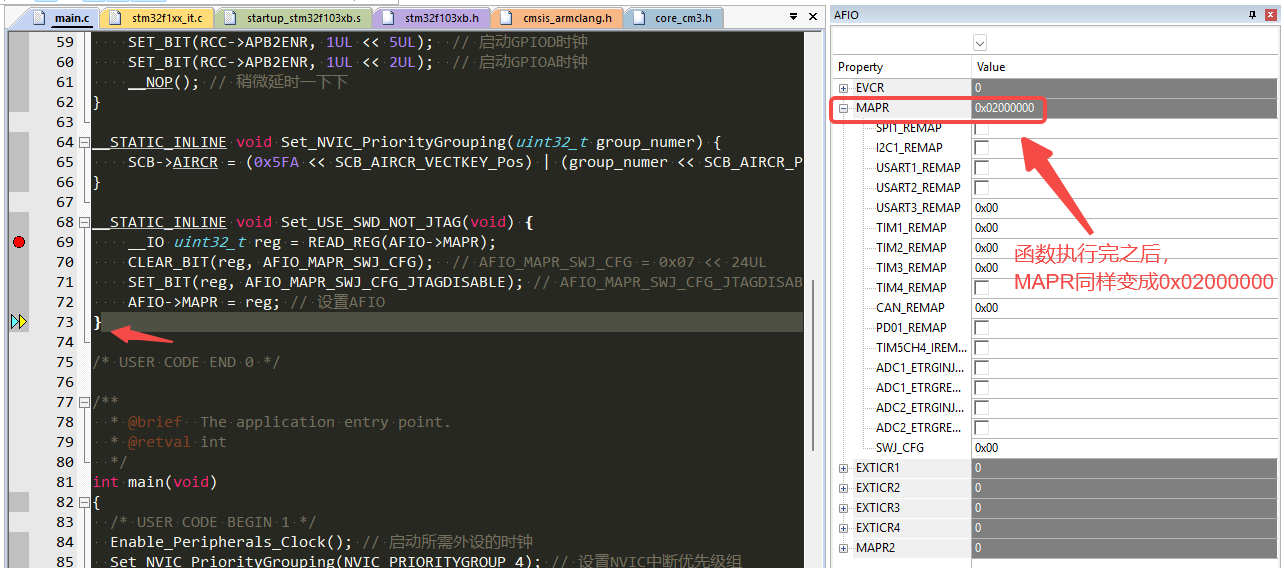 main.c stm32f1xx_it.c startup_stm32f103xb.s stm32f103xb.h cmsis_armclang.h core_cm3.h
59 SET_BIT(RCC->APB2ENR, 1UL << 5UL); // 启动GPIOD时钟
60 SET_BIT(RCC->APB2ENR, 1UL << 2UL); // 启动GPIOA时钟
61 __NOP(); // 稍微延时一下下
62 }
63
64 __STATIC_INLINE void Set_NVIC_PriorityGrouping(uint32_t group_numer) {
65 SCB->AIRCR = (0x5FA << SCB_AIRCR_VECTKEY_Pos) | (group_numer << SCB_AIRCR_P
66 }
67
68 __STATIC_INLINE void Set_USE_SWD_NOT_JTAG(void) {
69 __IO uint32_t reg = READ_REG(AFIO->MAPR);
70 CLEAR_BIT(reg, AFIO_MAPR_SWJ_CFG); // AFIO_MAPR_SWJ_CFG = 0x07 << 24UL
71 SET_BIT(reg, AFIO_MAPR_SWJ_CFG_JTAGDISABLE); // AFIO_MAPR_SWJ_CFG_JTAGDISAB
72 AFIO->MAPR = reg; // 设置AFIO
73 }
74
75 /* USER CODE END 0 */
76
77 /**
78 * @brief The application entry point.
79 * @retval int
80 */
81 int main(void)
82 {
83 /* USER CODE BEGIN 1 */
84 Enable_Peripherals_Clock(); // 启动所需外设的时钟
85 Set_NVIC_PriorityGrouping(NVIC_PRIORITYGROUP_4); // 设置NVIC中断优先级组
AFIO
Property Value
EVCR 0
MAPR 0x02000000
SPI1_REMAP
I2C1_REMAP
USART1_REMAP
USART2_REMAP
USART3_REMAP 0x00
TIM1_REMAP 0x00
TIM2_REMAP 0x00
TIM3_REMAP 0x00
TIM4_REMAP
CAN_REMAP 0x00
PD01_REMAP
TIM5CH4_IREM...
ADC1_ETRGINJ...
ADC1_ETRGRE...
ADC2_ETRGINJ...
ADC2_ETRGRE...
SWJ_CFG 0x00
EXTICR1 0
EXTICR2 0
EXTICR3 0
EXTICR4 0
MAPR2 0
函数执行完之后，
MAPR同样变成0x02000000